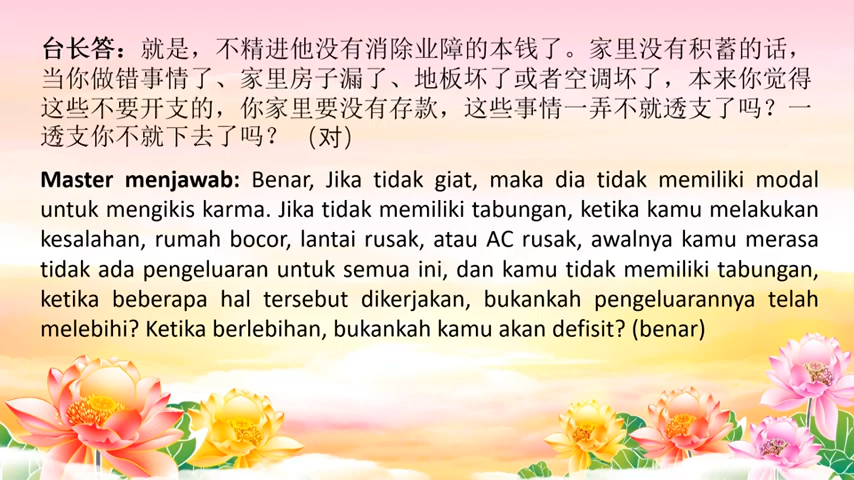 台长答：就是，不精进他没有消除业障的本钱了。家里没有积蓄的话，
当你做错事情了、家里房子漏了、地板坏了或者空调坏了，本来你觉得
这些不要开支的，你家里要没有存款，这些事情一弄不就透支了吗？一
透支你不就下去了吗？（对）
Master menjawab: Benar, Jika tidak giat, maka dia tidak memiliki modal
untuk mengikis karma. Jika tidak memiliki tabungan, ketika kamu melakukan
kesalahan, rumah bocor, lantai rusak, atau AC rusak, awalnya kamu merasa
tidak ada pengeluaran untuk semua ini, dan kamu tidak memiliki tabungan,
ketika beberapa hal tersebut dikerjakan, bukankah pengeluarannya telah
melebihi? Ketika berlebihan, bukankah kamu akan defisit? (benar)